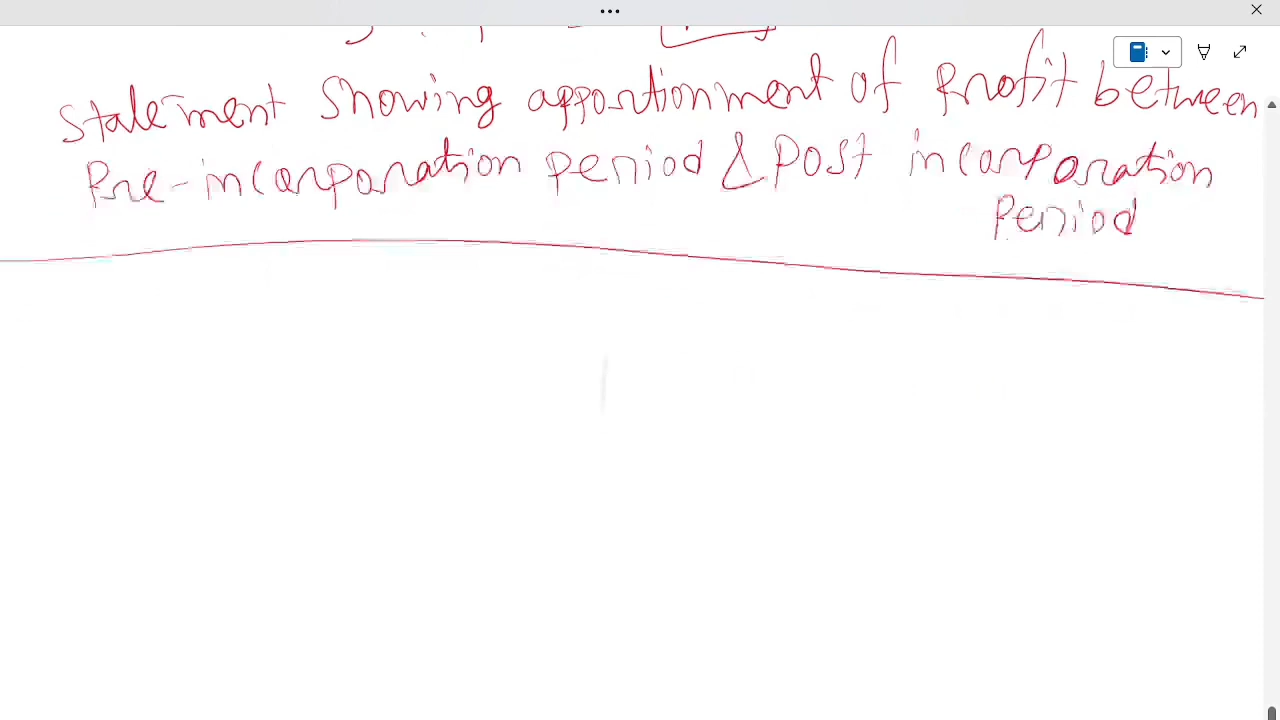 statement showing apportionment of Profit between
Pre-incorporation period & Post incorporation
Period